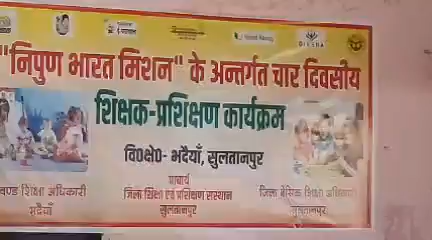 "निपुण भारत मिशन" के अन्तर्गत चार दिवसीय
शिक्षक-प्रशिक्षण कार्यक्रम
वि०क्षे०- भदैयाँ, सुलतानपुर
प्राचार्य
जिला शिक्षा एवं प्रशिक्षण संस्थान
सुलतानपुर
खण्ड शिक्षा अधिकारी
भदैयाँ
जिला बेसिक शिक्षा अधिकारी
सुलतानपुर
DIKSHA